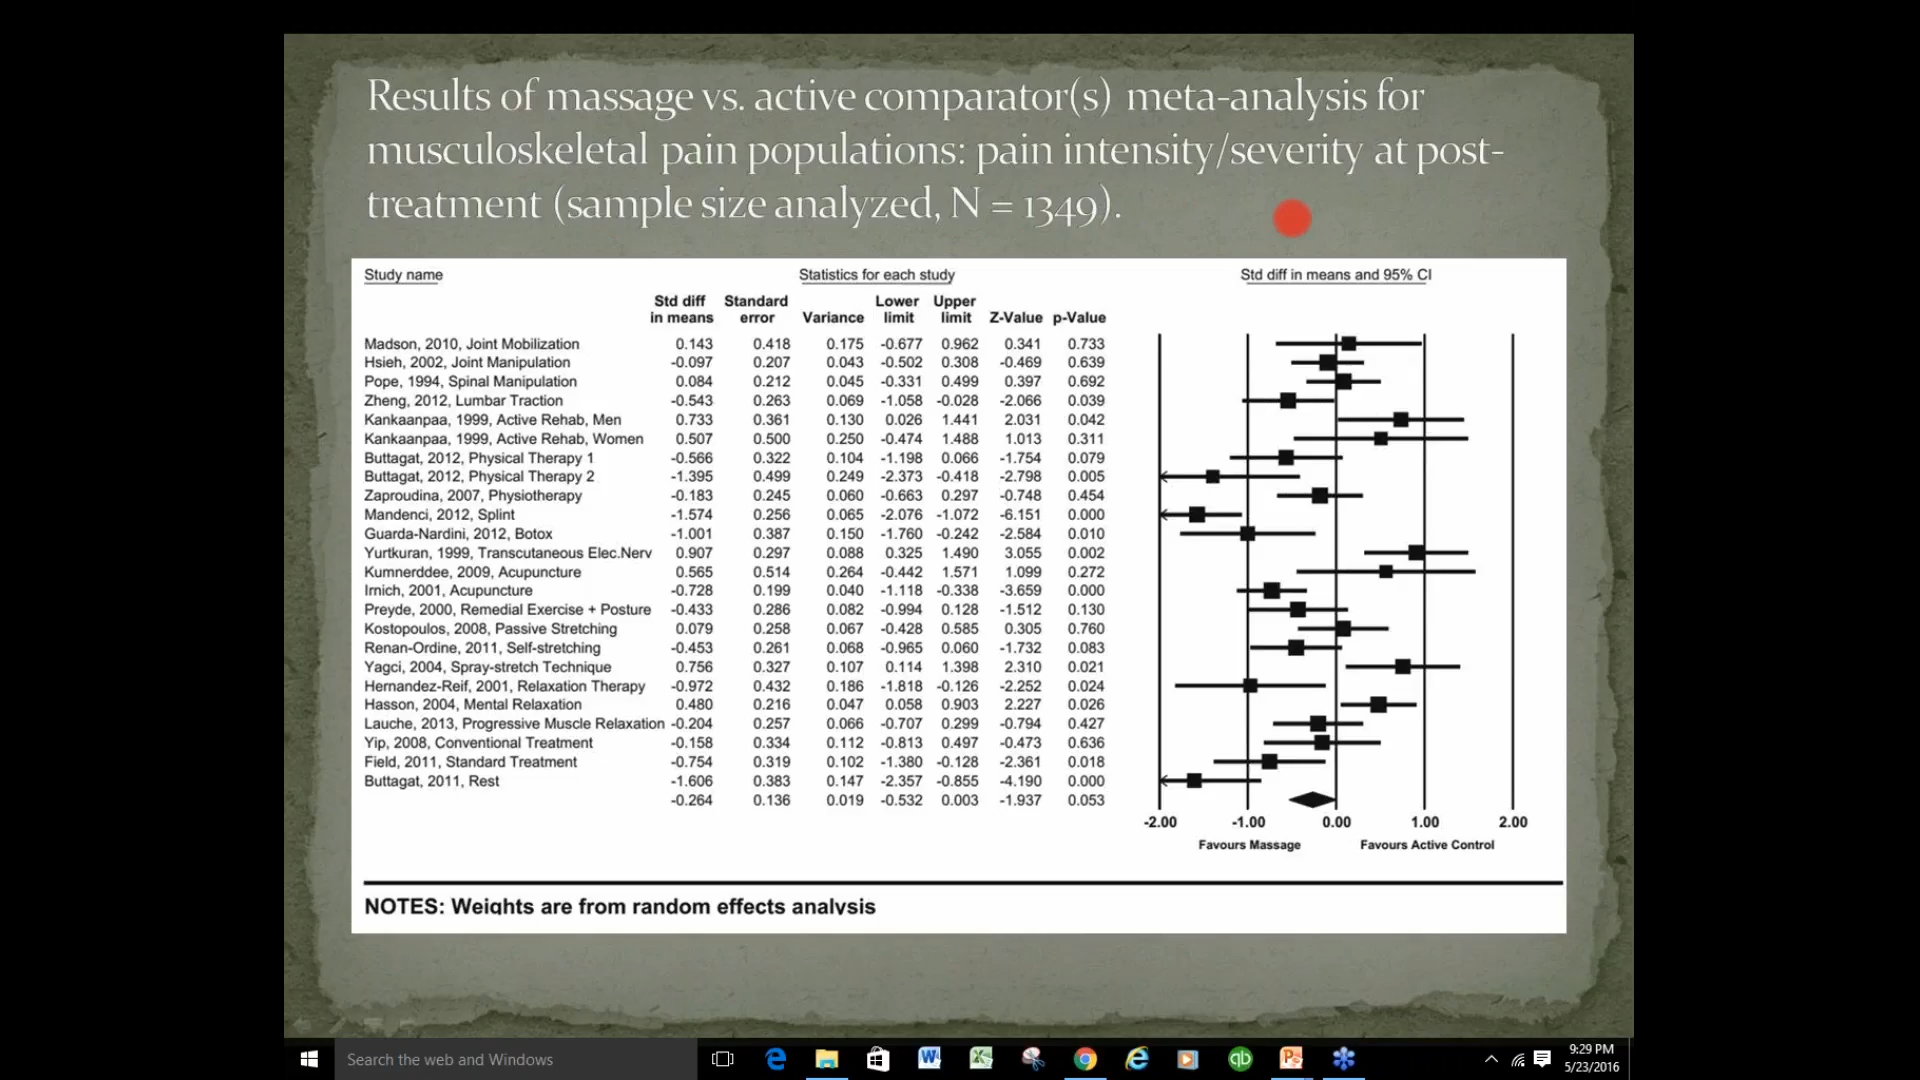 Results of massage vs. active comparator(s) meta-analysis for
musculoskeletal pain populations: pain intensity/severity at post-
treatment (sample size analyzed, N = 1349).
Study name Statistics for each study Std diff in means and 95% CI
Std diff Standard Lower Upper
in means error Variance limit limit Z-Value p-Value
Madson, 2010, Joint Mobilization 0.143 0.418 0.175 -0.677 0.962 0.341 0.733
Hsieh, 2002, Joint Manipulation -0.097 0.207 0.043 -0.502 0.308 -0.469 0.639
Pope, 1994, Spinal Manipulation 0.084 0.212 0.045 -0.331 0.499 0.397 0.692
Zheng, 2012, Lumbar Traction -0.543 0.263 0.069 -1.058 -0.028 -2.066 0.039
Kankaanpaa, 1999, Active Rehab, Men 0.733 0.361 0.130 0.026 1.441 2.031 0.042
Kankaanpaa, 1999, Active Rehab, Women 0.507 0.500 0.250 -0.474 1.488 1.013 0.311
Buttagat, 2012, Physical Therapy 1 -0.566 0.322 0.104 -1.198 0.066 -1.754 0.079
Buttagat, 2012, Physical Therapy 2 -1.395 0.499 0.249 -2.373 -0.418 -2.798 0.005
Zaproudina, 2007, Physiotherapy -0.183 0.245 0.060 -0.663 0.297 -0.748 0.454
Mandenci, 2012, Splint -1.574 0.256 0.065 -2.076 -1.072 -6.151 0.000
Guarda-Nardini, 2012, Botox -1.001 0.387 0.150 -1.760 -0.242 -2.584 0.010
Yurtkuran, 1999, Transcutaneous Elec.Nerv 0.907 0.297 0.088 0.325 1.490 3.055 0.002
Kumnerddee, 2009, Acupuncture 0.565 0.514 0.264 -0.442 1.571 1.099 0.272
Irnich, 2001, Acupuncture -0.728 0.199 0.040 -1.118 -0.338 -3.659 0.000
Preyde, 2000, Remedial Exercise + Posture -0.433 0.286 0.082 -0.994 0.128 -1.512 0.130
Kostopoulos, 2008, Passive Stretching 0.079 0.258 0.067 -0.428 0.585 0.305 0.760
Renan-Ordine, 2011, Self-stretching -0.453 0.261 0.068 -0.965 0.060 -1.732 0.083
Yagci, 2004, Spray-stretch Technique 0.756 0.327 0.107 0.114 1.398 2.310 0.021
Hernandez-Reif, 2001, Relaxation Therapy -0.972 0.432 0.186 -1.818 -0.126 -2.252 0.024
Hasson, 2004, Mental Relaxation 0.480 0.216 0.047 0.058 0.903 2.227 0.026
Lauche, 2013, Progressive Muscle Relaxation -0.204 0.257 0.066 -0.707 0.299 -0.794 0.427
Yip, 2008, Conventional Treatment -0.158 0.334 0.112 -0.813 0.497 -0.473 0.636
Field, 2011, Standard Treatment -0.754 0.319 0.102 -1.380 -0.128 -2.361 0.018
Buttagat, 2011, Rest -1.606 0.383 0.147 -2.357 -0.855 -4.190 0.000
-0.264 0.136 0.019 -0.532 0.003 -1.937 0.053
-2.00 -1.00 0.00 1.00 2.00
Favours Massage Favours Active Control
NOTES: Weights are from random effects analysis
Search the web and Windows
9:29 PM
5/23/2016